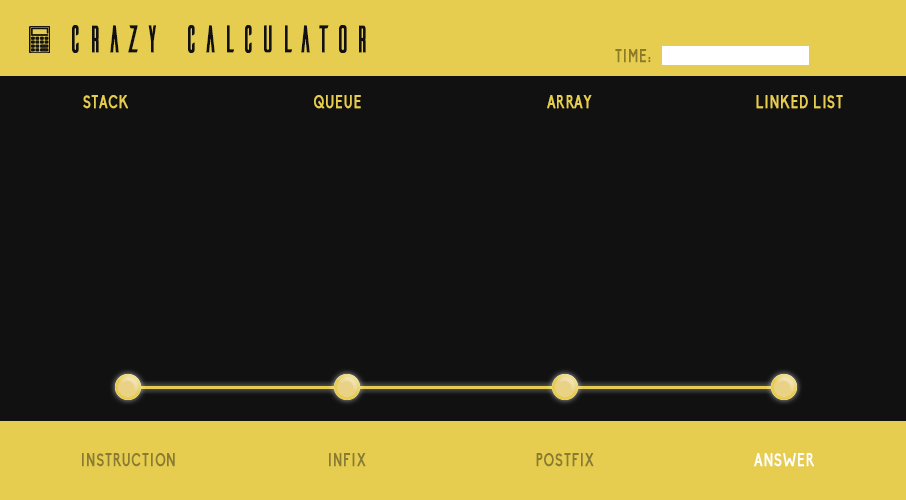 CRAZY CALCULATOR
TIME:
STACK QUEUE ARRAY LINKED LIST
INSTRUCTION INFIX POSTFIX ANSWER